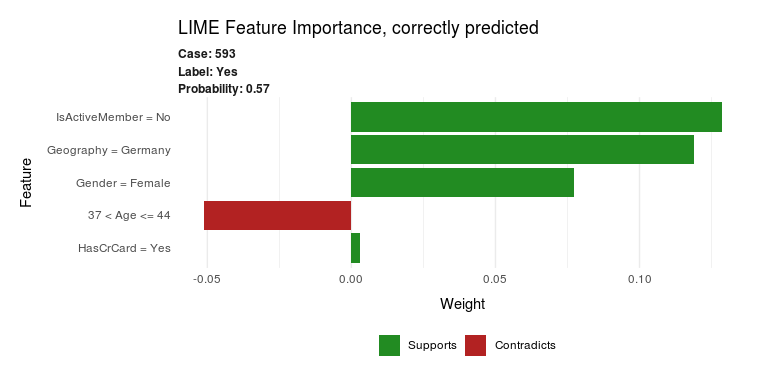 LIME Feature Importance, correctly predicted
Case: 593
Label: Yes
Probability: 0.57
IsActiveMember = No
Geography = Germany
Gender = Female
37 < Age <= 44
HasCrCard = Yes
Feature
-0.05 0.00 0.05 0.10
Weight
Supports Contradicts